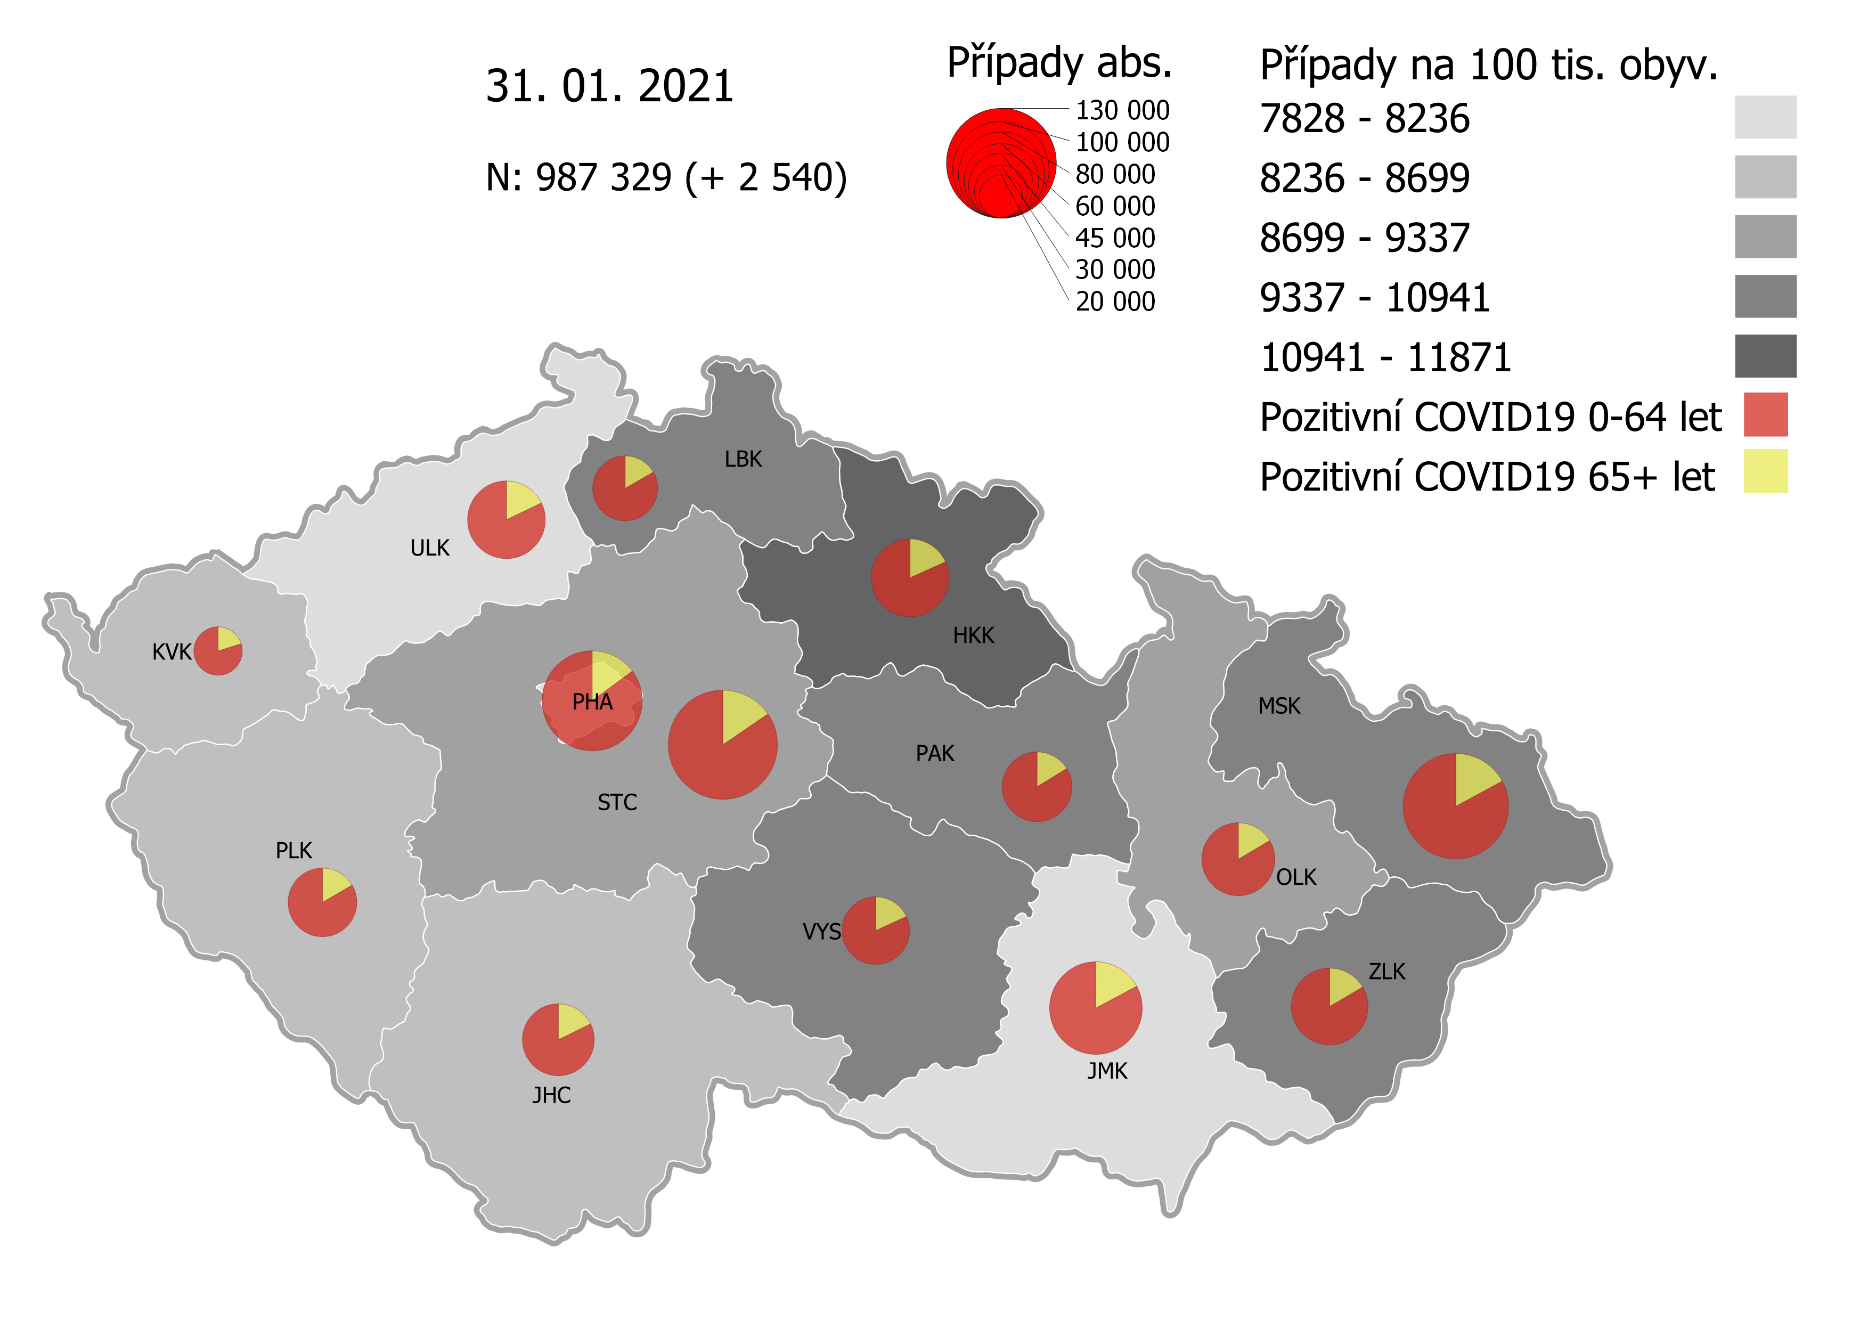 31. 01. 2021
N: 987 329 (+ 2 540)
Případy abs.
130 000
100 000
80 000
60 000
45 000
30 000
20 000
Případy na 100 tis. obyv.
7828 - 8236
8236 - 8699
8699 - 9337
9337 - 10941
10941 - 11871
Pozitivní COVID19 0-64 let
Pozitivní COVID19 65+ let
LBK
ULK
HKK
KVK
PHA
MSK
PAK
STC
PLK
OLK
VYS
ZLK
JMK
JHC